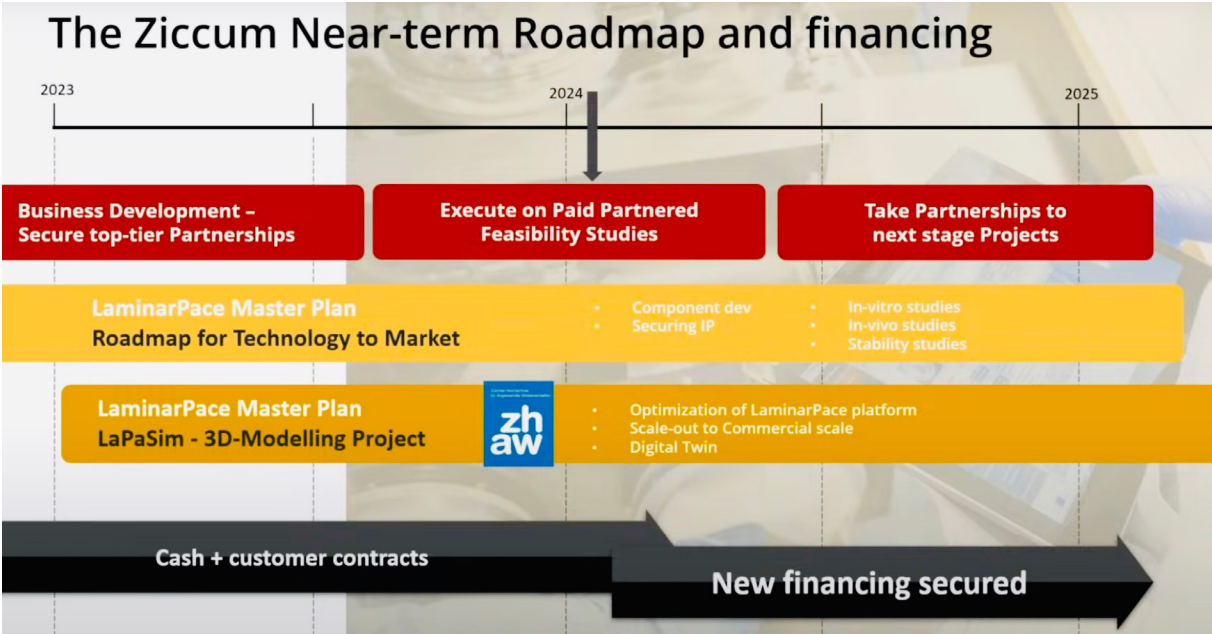 The Ziccum Near-term Roadmap and financing
2023
2024
2025
Business Development –
Secure top-tier Partnerships
Execute on Paid Partnered
Feasibility Studies
Take Partnerships to
next stage Projects
LaminarPace Master Plan
Roadmap for Technology to Market
• Component dev
• Securing IP
• In-vitro studies
• In-vivo studies
• Stability studies
LaminarPace Master Plan
LaPaSim - 3D-Modelling Project
zh
aw
• Optimization of LaminarPace platform
• Scale-out to Commercial scale
• Digital Twin
Cash + customer contracts
New financing secured